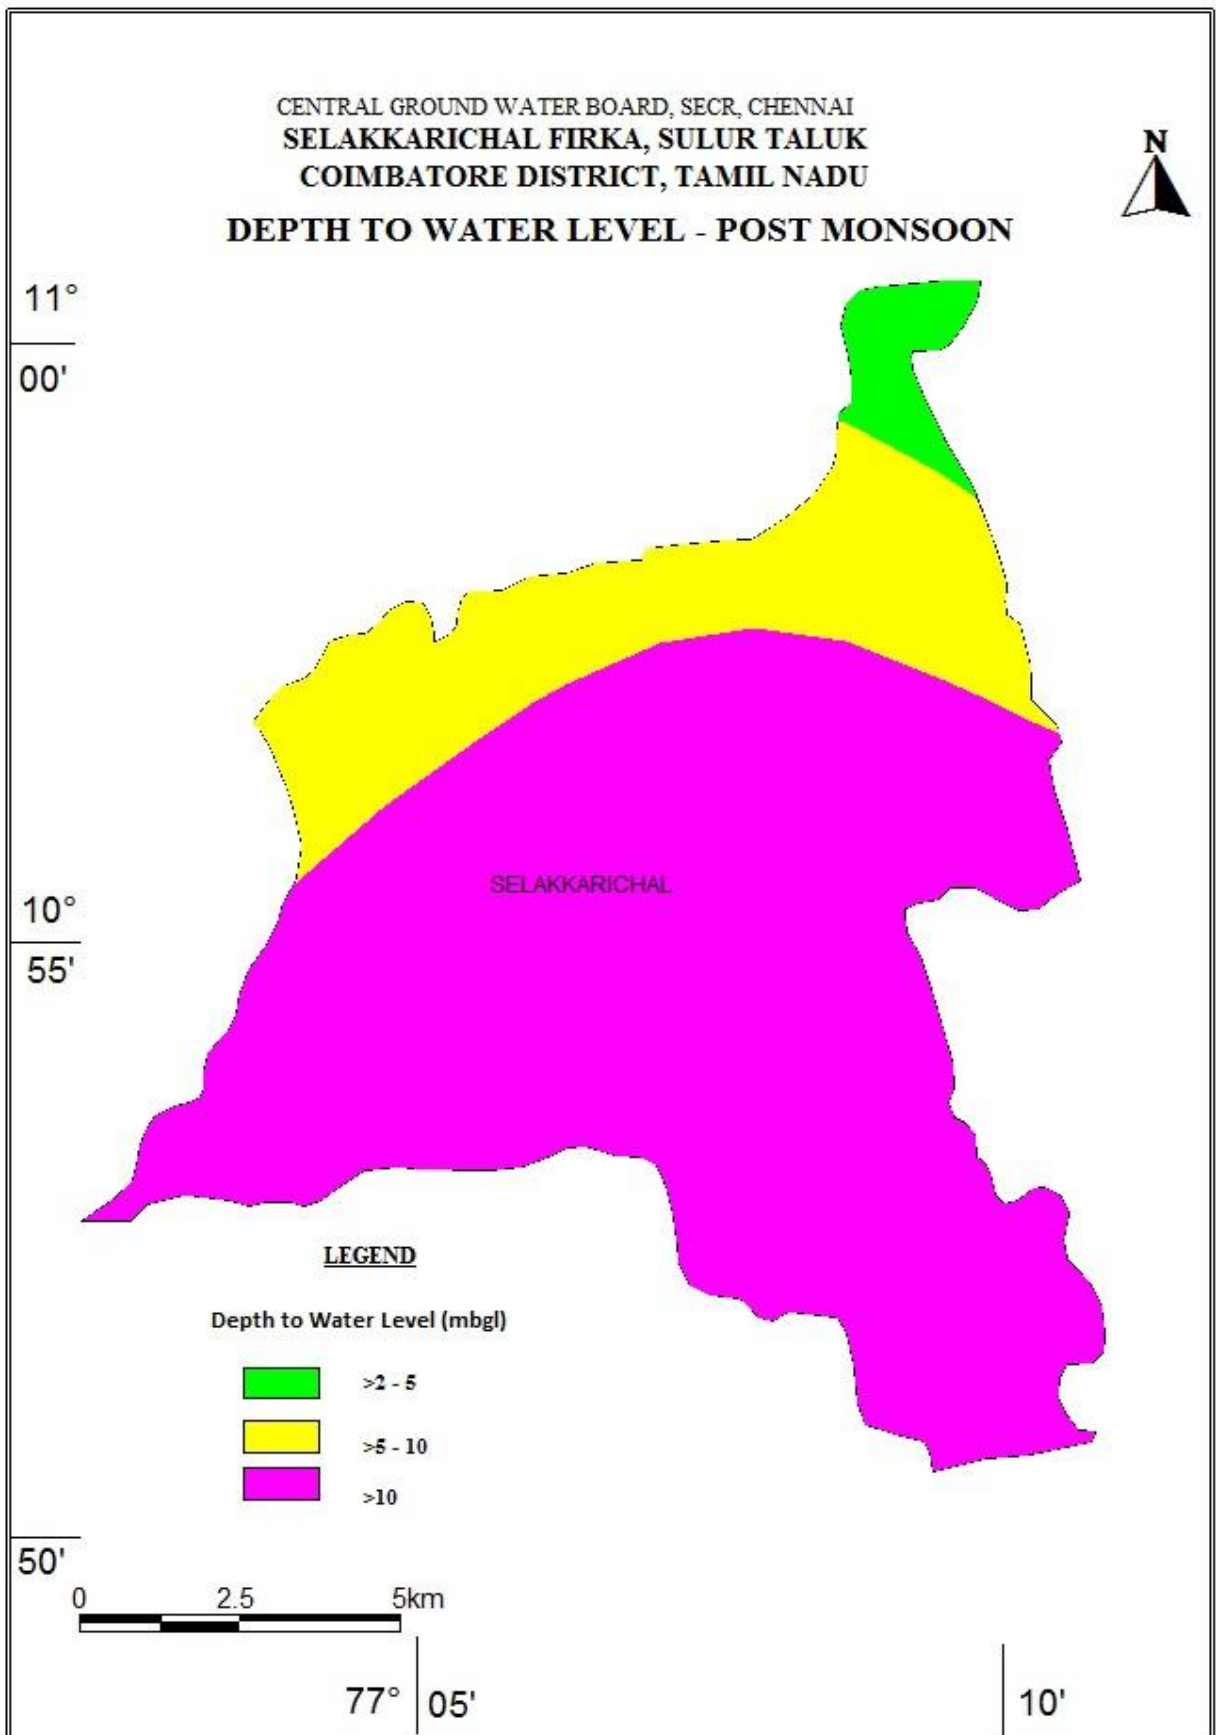 CENTRAL GROUND WATER BOARD, SECR, CHENNAI
SELAKKARICHAL FIRKA, SULUR TALUK
COIMBATORE DISTRICT, TAMIL NADU
DEPTH TO WATER LEVEL - POST MONSOON
N
11°
00'
SELAKKARICHAL
10°
55'
LEGEND
Depth to Water Level (mbgl)
>2 - 5
>5 - 10
>10
50'
0 2.5 5km
77° 05' 10'